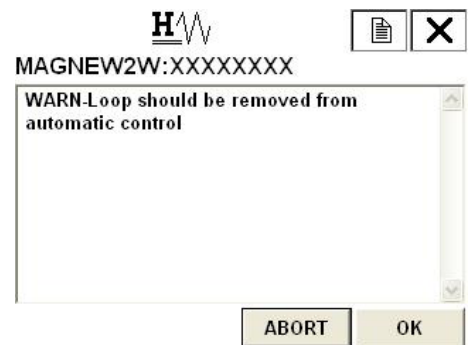 H
MAGNEW2W:XXXXXXXX
WARN-Loop should be removed from
automatic control
ABORT OK